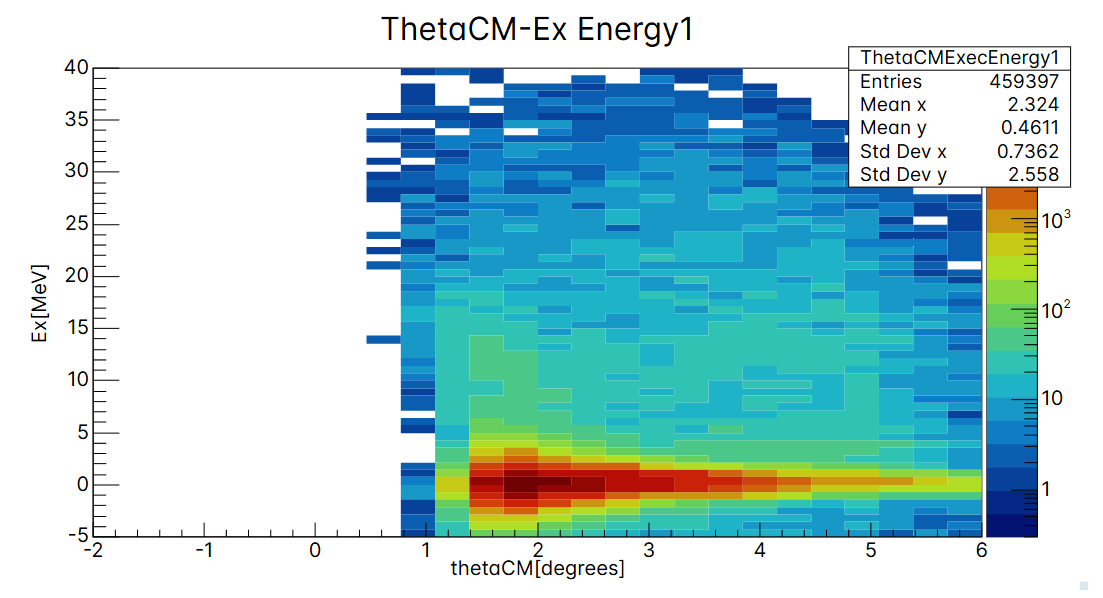 ThetaCM-Ex Energy1
ThetaCMExecEnergy1
Entries 459397
Mean x 2.324
Mean y 0.4611
Std Dev x 0.7362
Std Dev y 2.558
Ex[MeV]
40
35
30
25
20
15
10
5
0
-5
-2 -1 0 1 2 3 4 5 6
thetaCM[degrees]
10³
10²
10
1